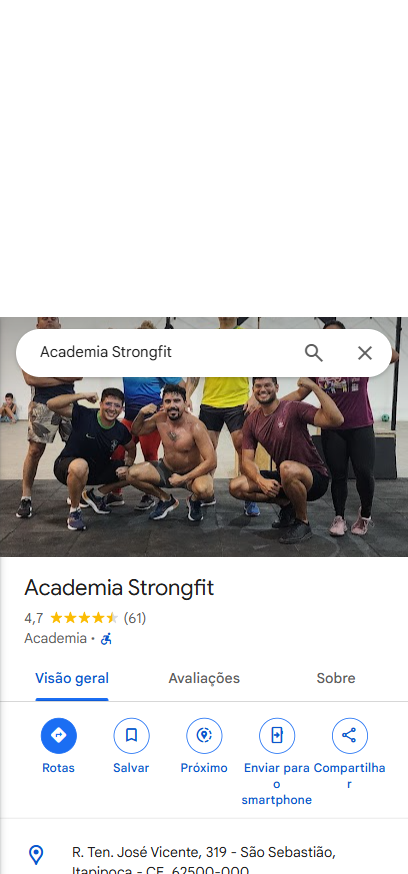 Academia Strongfit
Academia Strongfit
4,7 (61)
Academia ·
Visão geral Avaliações Sobre
Rotas Salvar Próximo Enviar para o smartphone Compartilhar
R. Ten. José Vicente, 319 - São Sebastião,
Itapipoca - CE, 62500-000